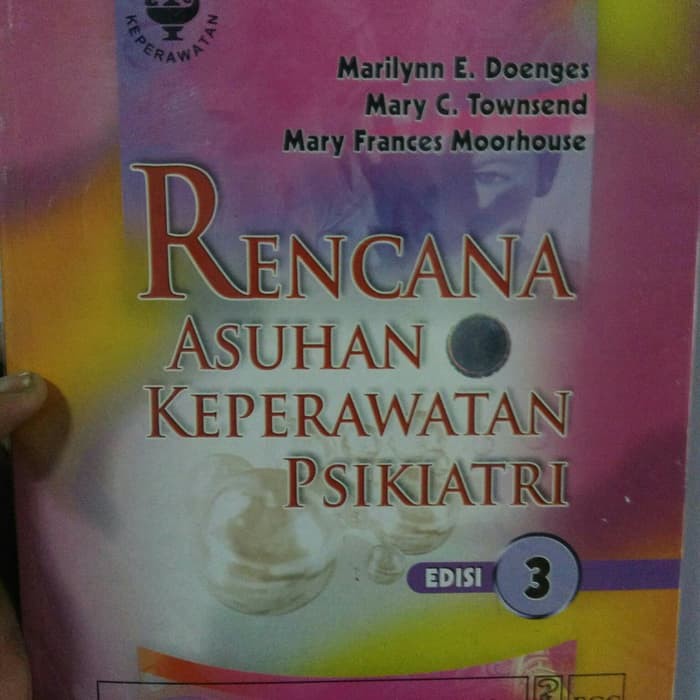 KEPERAWATAN
Marilynn E. Doenges
Mary C. Townsend
Mary Frances Moorhouse
RENCANA
ASUHAN
KEPERAWATAN
PSIKIATRI
EDISI 3